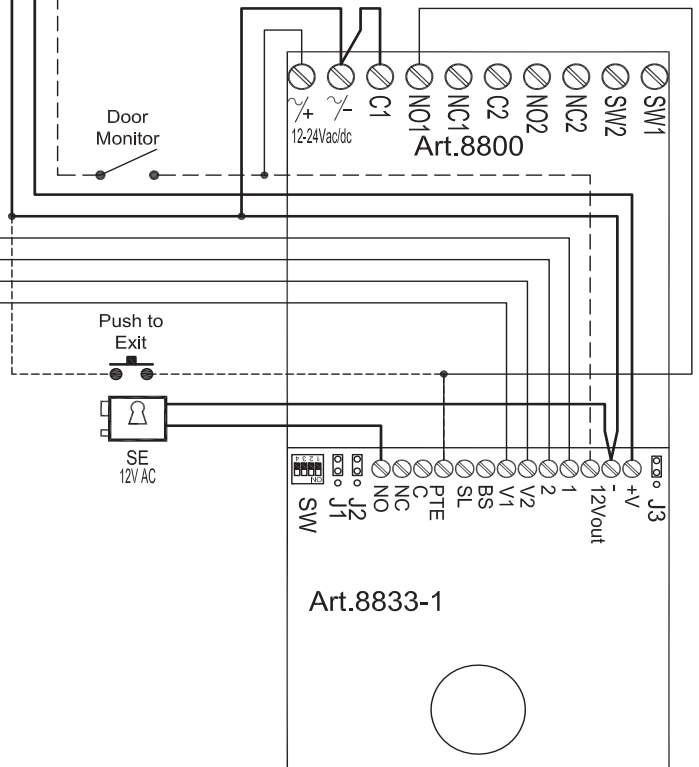 Door
Monitor
~/+
~/-
C1
NO1
NC1
C2
NO2
NC2
SW2
SW1
12-24Vac/dc
Art.8800
Push to
Exit
SE
12V AC
1 2 3 4
ON
SW
J1
J2
NO
NC
C
PTE
SL
BS
V1
V2
2
1
12Vout
-
+V
J3
Art.8833-1